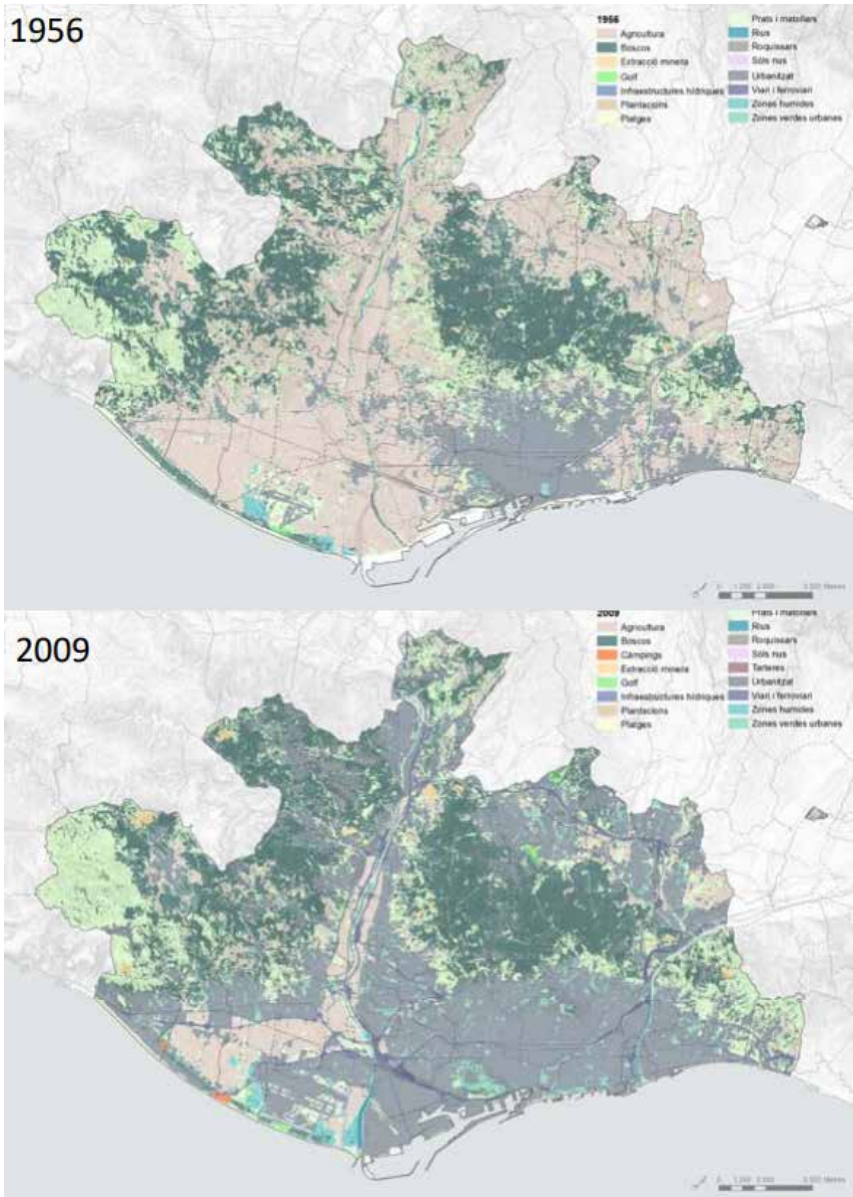 1956
1956
Agricultura
Boscos
Extracció minera
Golf
Infraestructures hídriques
Plantacions
Platges
Prats i matollars
Rius
Roquissars
Sòls nus
Urbanitzat
Viari i ferroviari
Zones humides
Zones verdes urbanes
2009
2009
Agricultura
Boscos
Càmpings
Extracció minera
Golf
Infraestructures hídriques
Plantacions
Platges
Prats i matollars
Rius
Roquissars
Sòls nus
Tarteres
Urbanitzat
Viari i ferroviari
Zones humides
Zones verdes urbanes